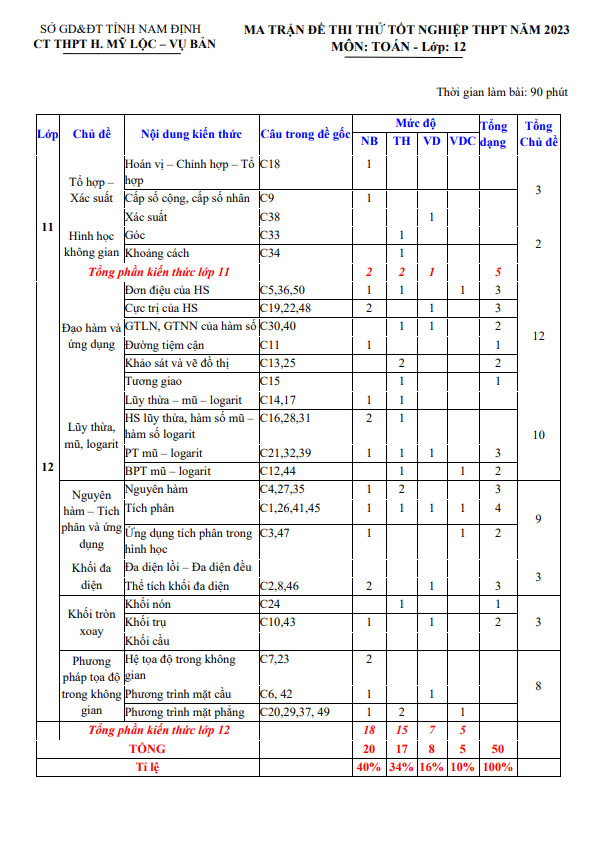 SỞ GD&ĐT TỈNH NAM ĐỊNH
CT THPT H. MỸ LỘC – VỤ BẢN
MA TRẬN ĐỀ THI THỬ TỐT NGHIỆP THPT NĂM 2023
MÔN: TOÁN - Lớp: 12
Thời gian làm bài: 90 phút
Lớp Chủ đề Nội dung kiến thức Câu trong đề gốc Mức độ Tổng dạng Tổng Chủ đề
NB TH VD VDC
11
Tổ hợp – Xác suất
Hoán vị – Chỉnh hợp – Tổ hợp C18 1
Cấp số cộng, cấp số nhân C9 1
Xác suất C38 1
3
Hình học không gian
Góc C33 1
Khoảng cách C34 1
2
Tổng phần kiến thức lớp 11 2 2 1 5
12
Đạo hàm và ứng dụng
Đơn điệu của HS C5,36,50 1 1 1 3
Cực trị của HS C19,22,48 2 1 3
GTLN, GTNN của hàm số C30,40 1 1 2
Đường tiệm cận C11 1 1
Khảo sát và vẽ đồ thị C13,25 2 2
Tương giao C15 1 1
12
Lũy thừa, mũ, logarit
Lũy thừa – mũ – logarit C14,17 1 1
HS lũy thừa, hàm số mũ – hàm số logarit C16,28,31 2 1
PT mũ – logarit C21,32,39 1 1 1 3
BPT mũ – logarit C12,44 1 1 2
10
Nguyên hàm – Tích phân và ứng dụng
Nguyên hàm C4,27,35 1 2 3
Tích phân C1,26,41,45 1 1 1 1 4
Ứng dụng tích phân trong hình học C3,47 1 1 2
9
Khối đa diện
Đa diện lồi – Đa diện đều
Thể tích khối đa diện C2,8,46 2 1 3
3
Khối tròn xoay
Khối nón C24 1 1
Khối trụ C10,43 1 1 2
Khối cầu
3
Phương pháp tọa độ trong không gian
Hệ tọa độ trong không gian C7,23 2
Phương trình mặt cầu C6, 42 1 1
Phương trình mặt phẳng C20,29,37, 49 1 2 1
8
Tổng phần kiến thức lớp 12 18 15 7 5
TỔNG 20 17 8 5 50
Tỉ lệ 40% 34% 16% 10% 100%